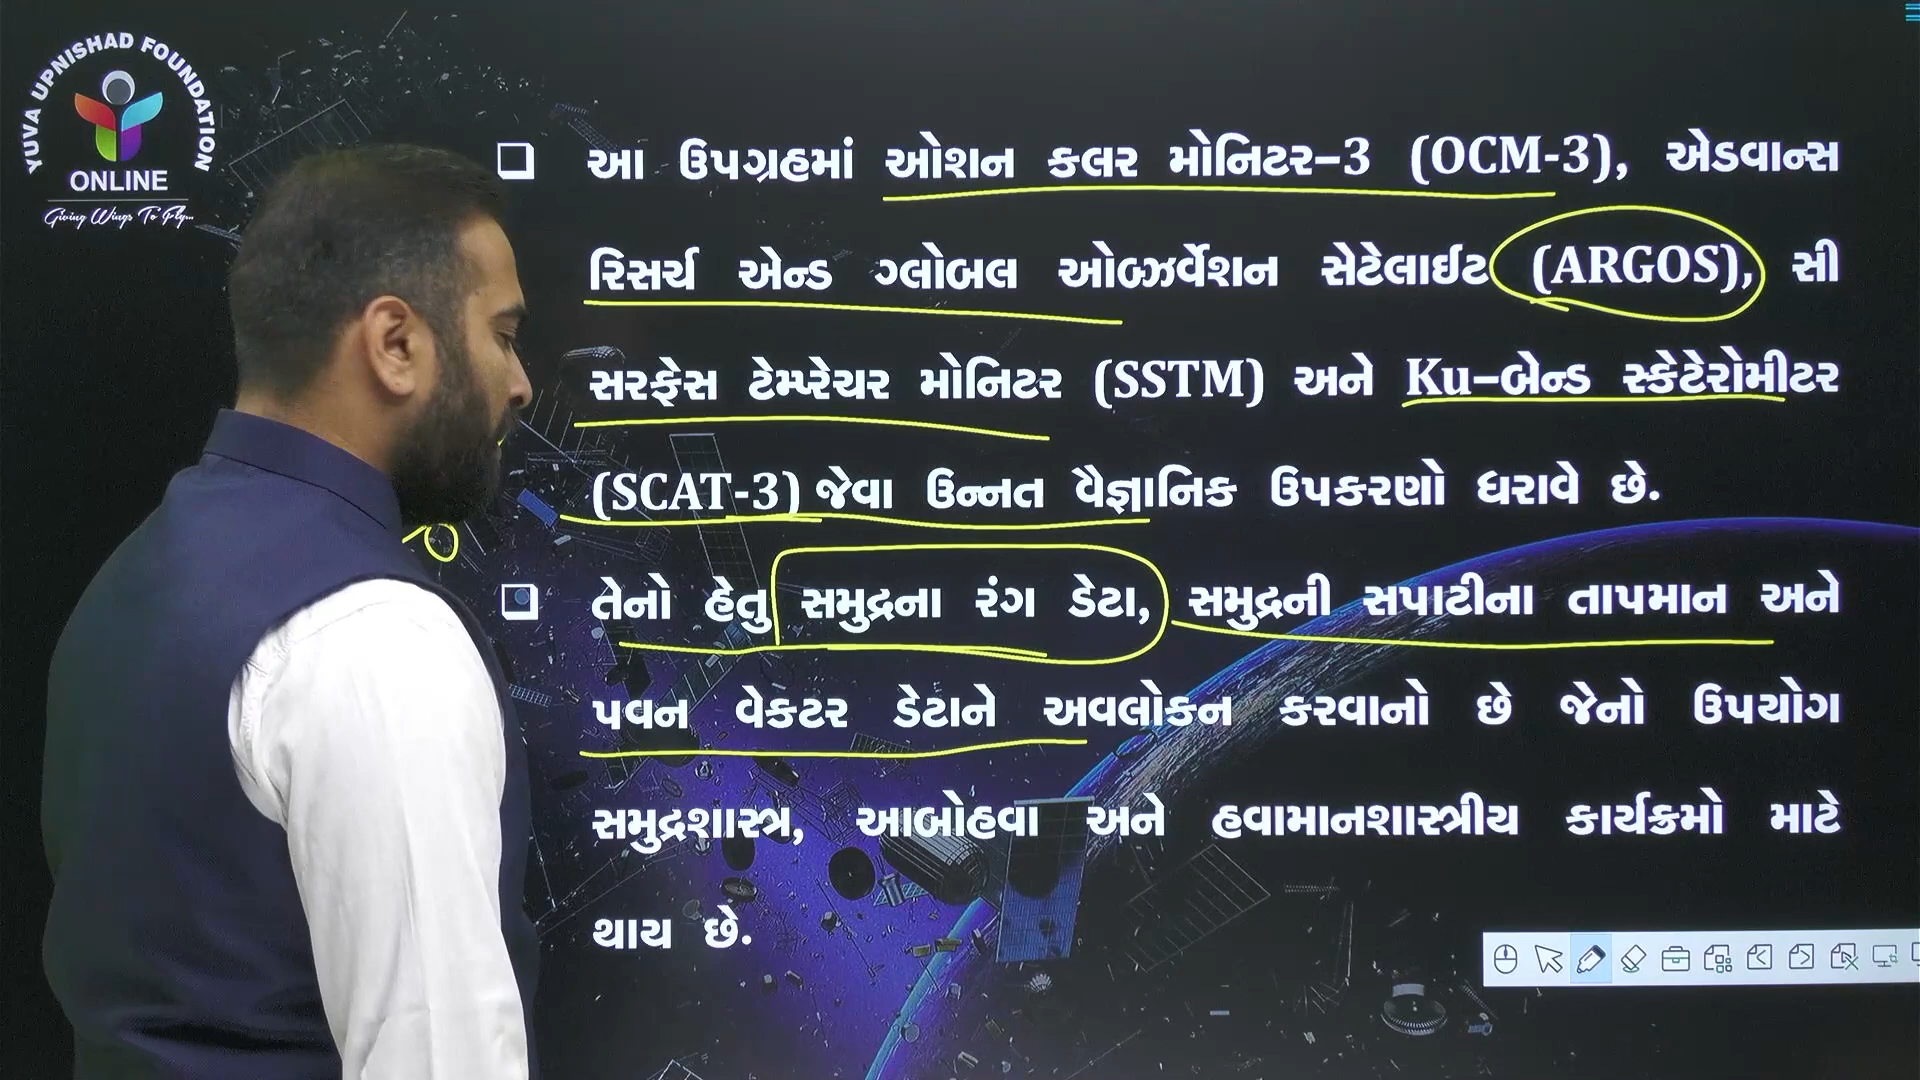 YUVA UPNISHAD FOUNDATION
ONLINE
Giving Wings To Fly...
❑ આ ઉપગ્રહમાં ઓશન કલર મોનિટર–3 (OCM-3), એડવાન્સ
રિસર્ચ એન્ડ ગ્લોબલ ઓબ્ઝર્વેશન સેટેલાઈટ (ARGOS), સી
સરફેસ ટેમ્પરેચર મોનિટર (SSTM) અને Ku–બેન્ડ સ્કેટેરોમીટર
(SCAT-3) જેવા ઉન્નત વૈજ્ઞાનિક ઉપકરણો ધરાવે છે.
❑ તેનો હેતુ સમુદ્રના રંગ ડેટા, સમુદ્રની સપાટીના તાપમાન અને
પવન વેકટર ડેટાને અવલોકન કરવાનો છે જેનો ઉપયોગ
સમુદ્રશાસ્ત્ર, આબોહવા અને હવામાનશાસ્ત્રીય કાર્યક્રમો માટે
થાય છે.